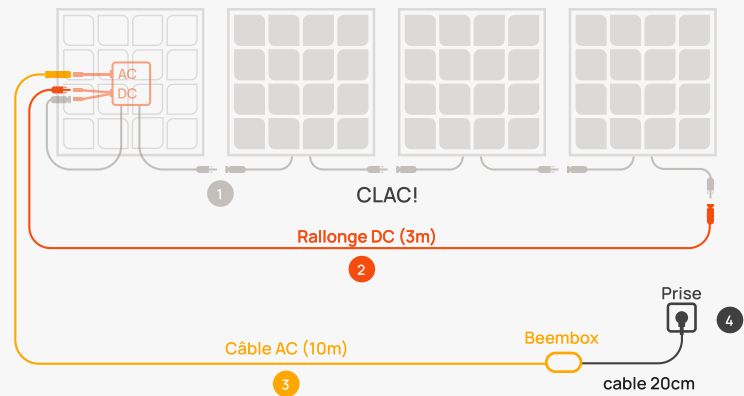 AC
DC
1
CLAC!
Rallonge DC (3m)
2
Prise
4
Beembox
Câble AC (10m)
3
cable 20cm